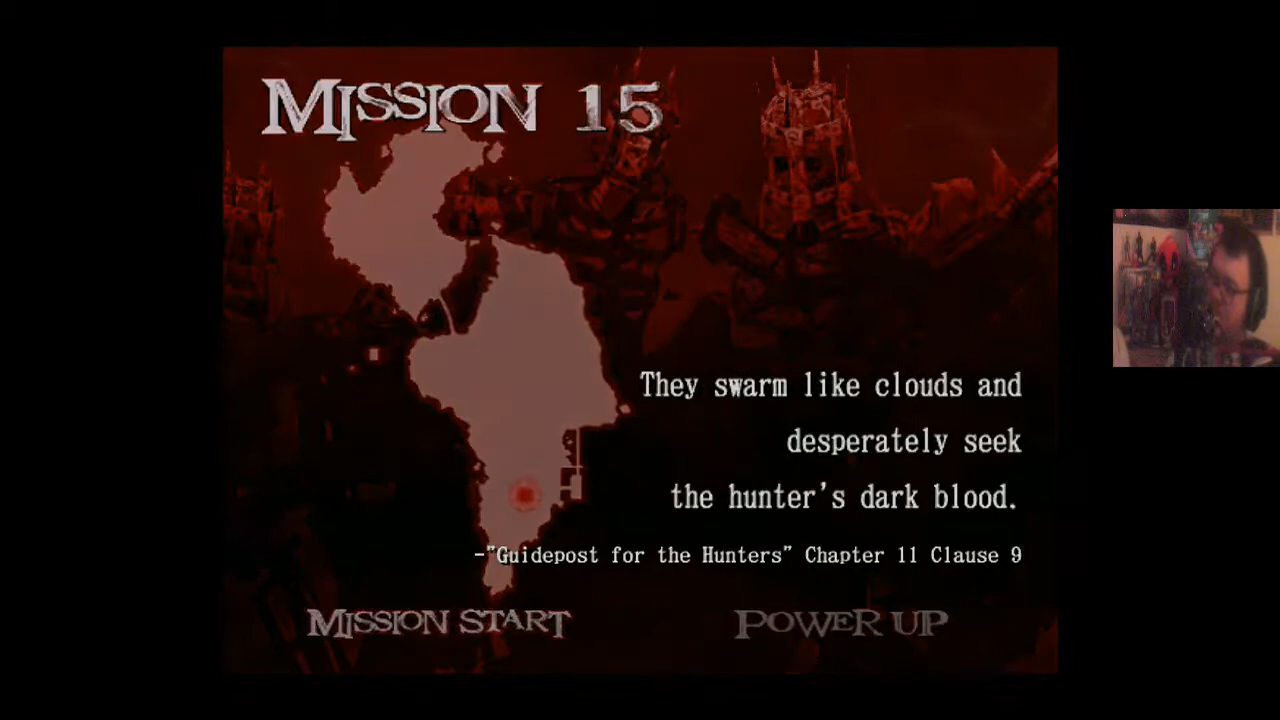 MISSION 15
They swarm like clouds and
desperately seek
the hunter's dark blood.
-"Guidepost for the Hunters" Chapter 11 Clause 9
MISSION START
POWER UP